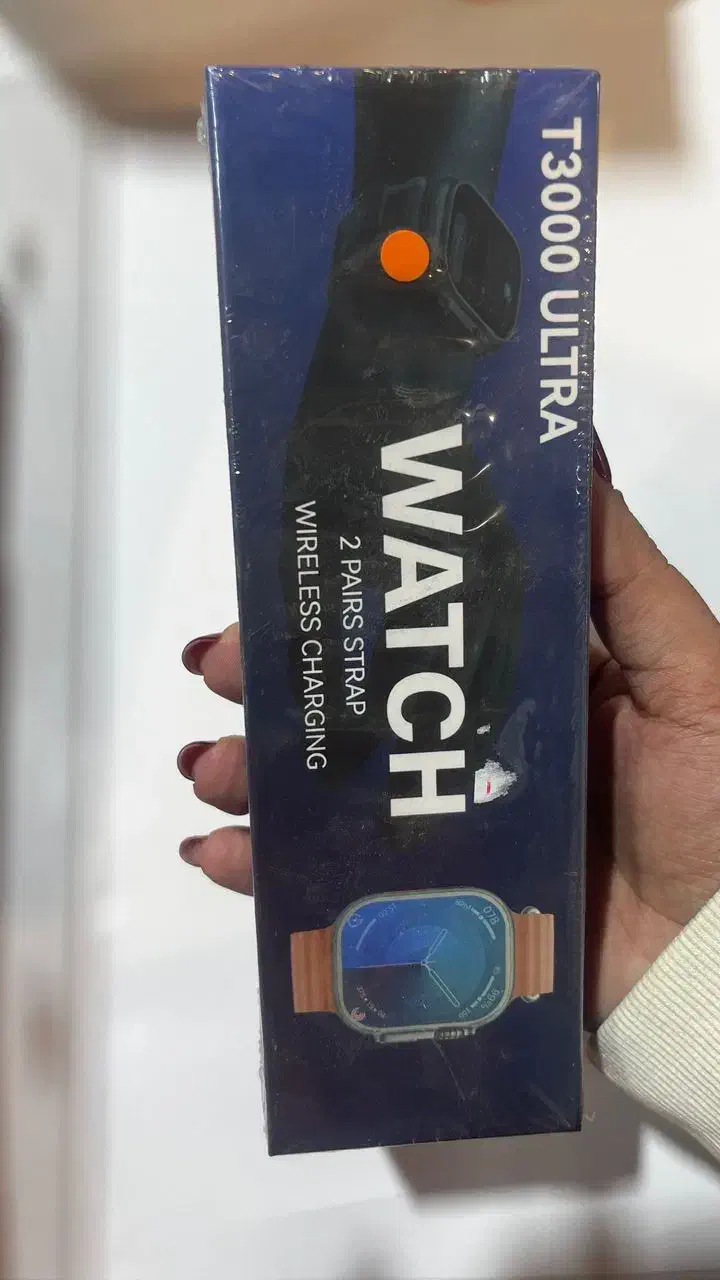 T3000 ULTRA
WATCH
2 PAIRS STRAP
WIRELESS CHARGING